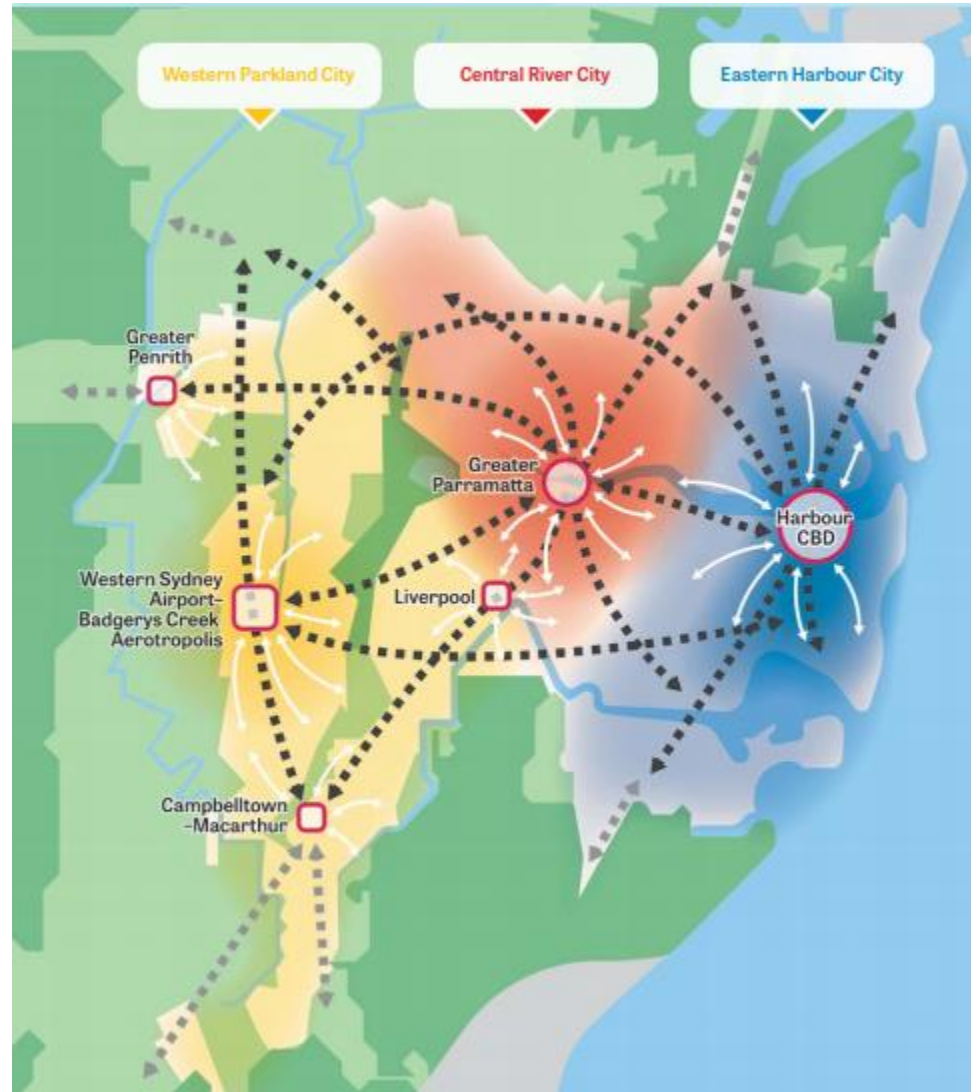 Western Parkland City
Central River City
Eastern Harbour City
Greater
Penrith
Greater
Parramatta
Harbour
CBD
Western Sydney
Airport–
Badgerys Creek
Aerotropolis
Liverpool
Campbelltown
–Macarthur